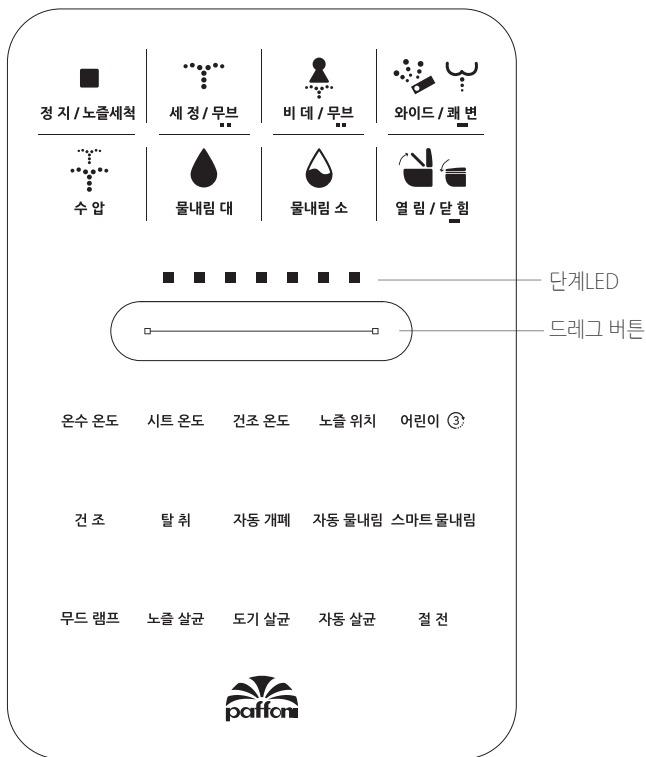 정 지 / 노즐세척 세 정 / 무브 비 데 / 무브 와이드 / 쾌 변
수 압 물내림 대 물내림 소 열 림 / 닫 힘
단계LED
드레그 버튼
온수 온도 시트 온도 건조 온도 노즐 위치 어린이 3
건 조 탈 취 자동 개폐 자동 물내림 스마트 물내림
무드 램프 노즐 살균 도기 살균 자동 살균 절 전
paffoni